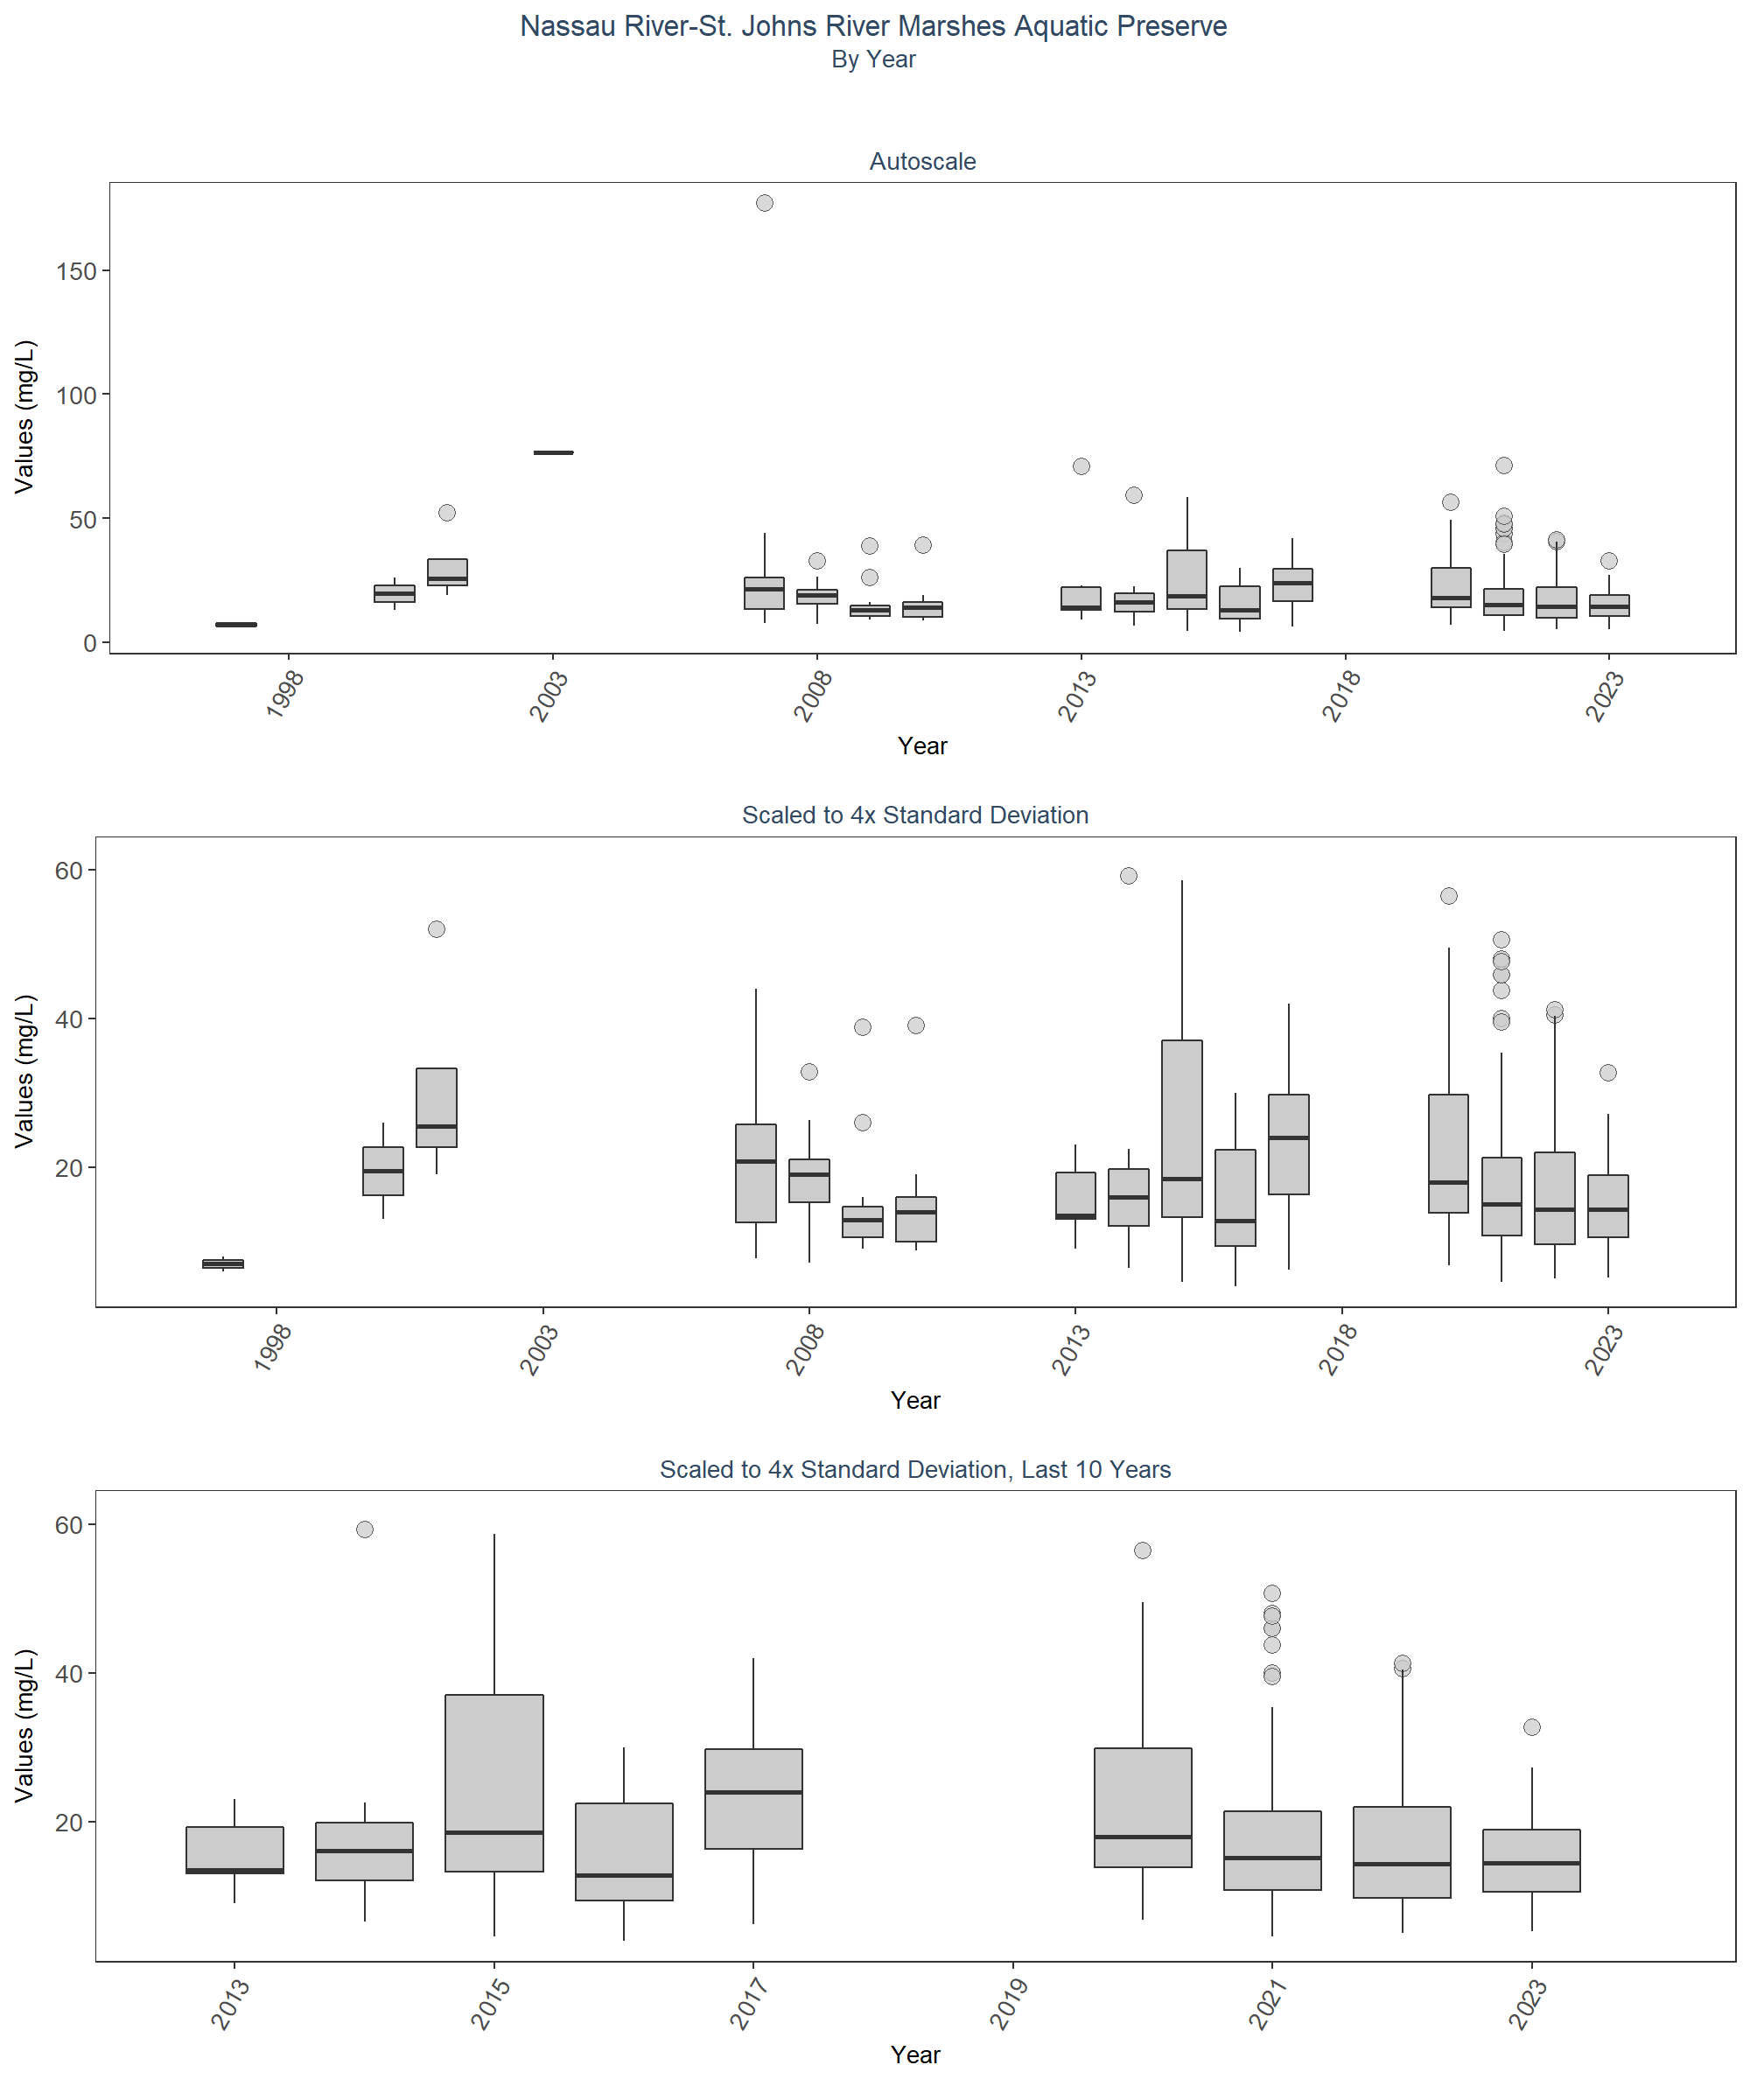 Nassau River-St. Johns River Marshes Aquatic Preserve
By Year
Autoscale
Values (mg/L)
150
100
50
0
1998
2003
2008
2013
2018
2023
Year
Scaled to 4x Standard Deviation
Values (mg/L)
60
40
20
1998
2003
2008
2013
2018
2023
Year
Scaled to 4x Standard Deviation, Last 10 Years
Values (mg/L)
60
40
20
2013
2015
2017
2019
2021
2023
Year